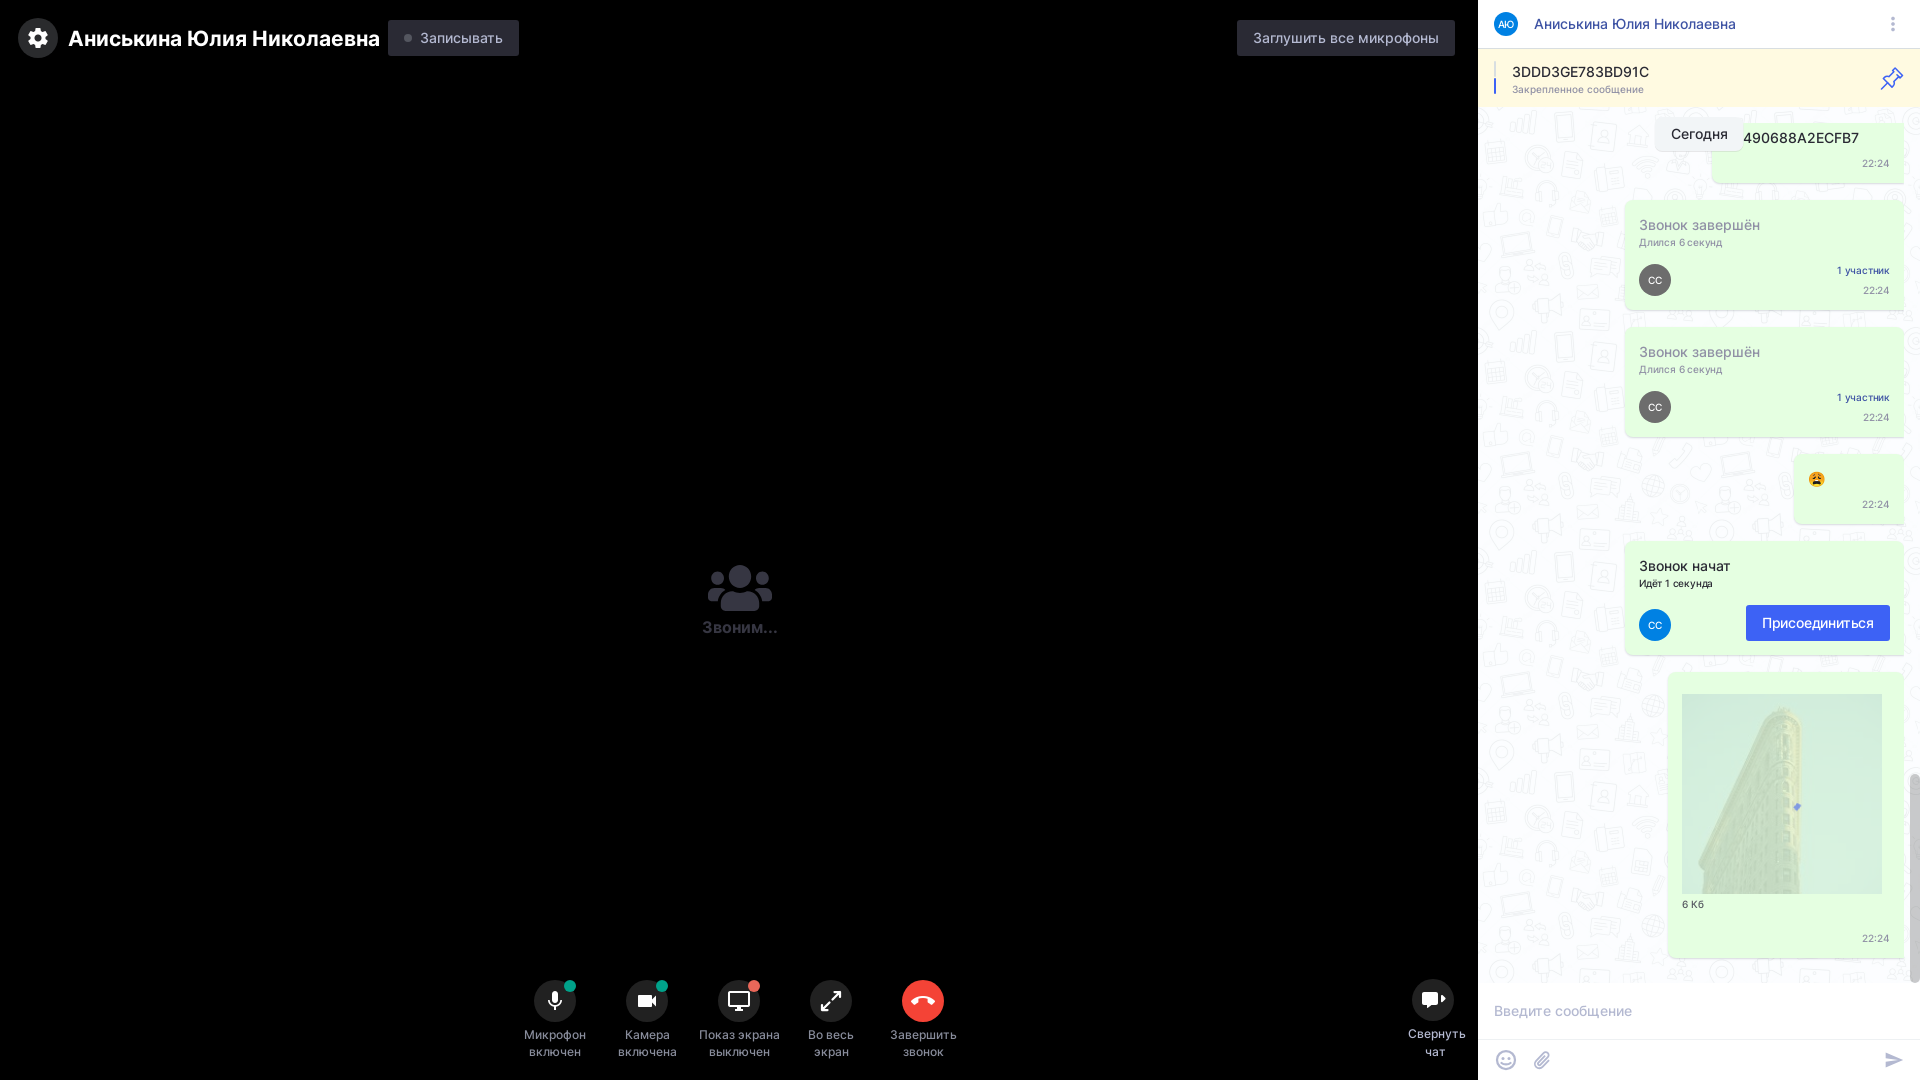 Аниськина Юлия Николаевна
Записывать
Заглушить все микрофоны
Звоним...
Микрофон
включен
Камера
включена
Показ экрана
выключен
Во весь
экран
Завершить
звонок
Свернуть
чат
АЮ
Аниськина Юлия Николаевна
3DDD3GE783BD91C
Закрепленное сообщение
Сегодня
490688A2ECFB7
22:24
Звонок завершён
Длился 6 секунд
СС
1 участник
22:24
Звонок завершён
Длился 6 секунд
СС
1 участник
22:24
😩
22:24
Звонок начат
Идёт 1 секунда
СС
Присоединиться
6 Кб
22:24
Введите сообщение